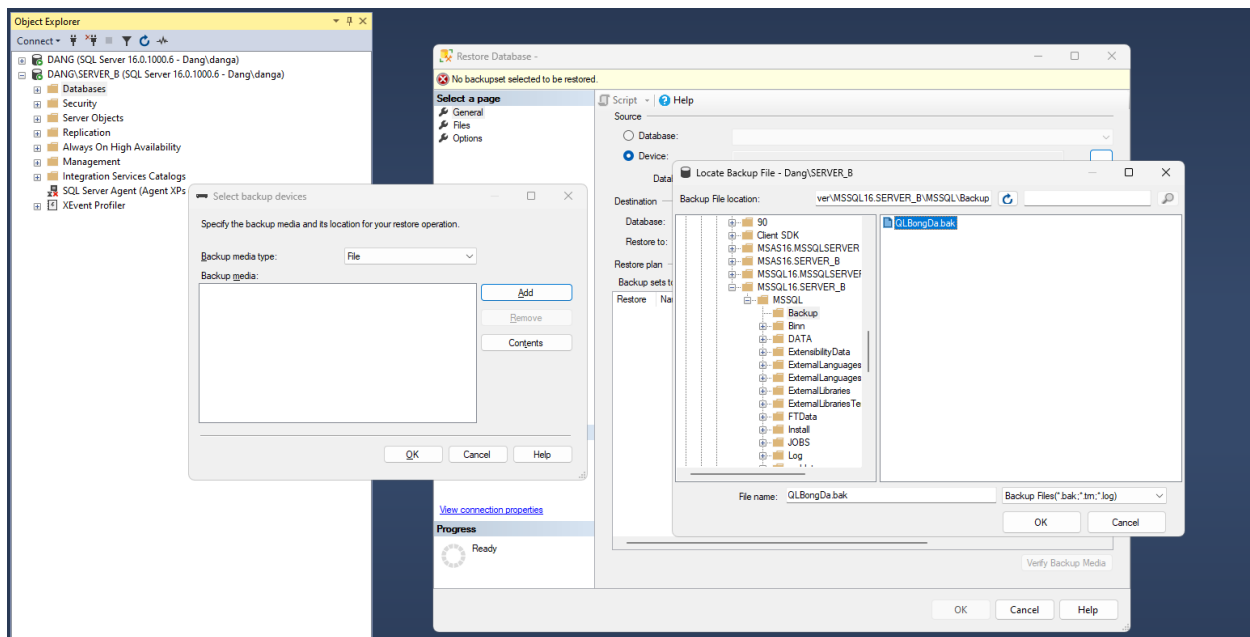 Object Explorer
Connect
DANG (SQL Server 16.0.1000.6 - Dang\danga)
DANG\SERVER_B (SQL Server 16.0.1000.6 - Dang\danga)
Databases
Security
Server Objects
Replication
Always On High Availability
Management
Integration Services Catalogs
SQL Server Agent (Agent XPs
XEvent Profiler
Select backup devices
Specify the backup media and its location for your restore operation.
Backup media type:
File
Backup media:
Add
Remove
Contents
OK
Cancel
Help
Restore Database -
No backupset selected to be restored.
Select a page
General
Files
Options
View connection properties
Progress
Ready
Script
Help
Source
Database:
Device:
Data
Destination
Database:
Restore to:
Restore plan
Backup sets to
Restore Na
Verify Backup Media
OK
Cancel
Help
Locate Backup File - Dang\SERVER_B
Backup File location:
ver\MSSQL16.SERVER_B\MSSQL\Backup
90
Client SDK
MSAS16.MSSQLSERVER
MSAS16.SERVER_B
MSSQL16.MSSQLSERVER
MSSQL16.SERVER_B
MSSQL
Backup
Binn
DATA
ExtensibilityData
ExternalLanguages
ExternalLanguages
ExternalLibraries
ExternalLibrariesTe
FTData
Install
JOBS
Log
QLBongDa.bak
File name:
QLBongDa.bak
Backup Files(*.bak;*.trn;*.log)
OK
Cancel